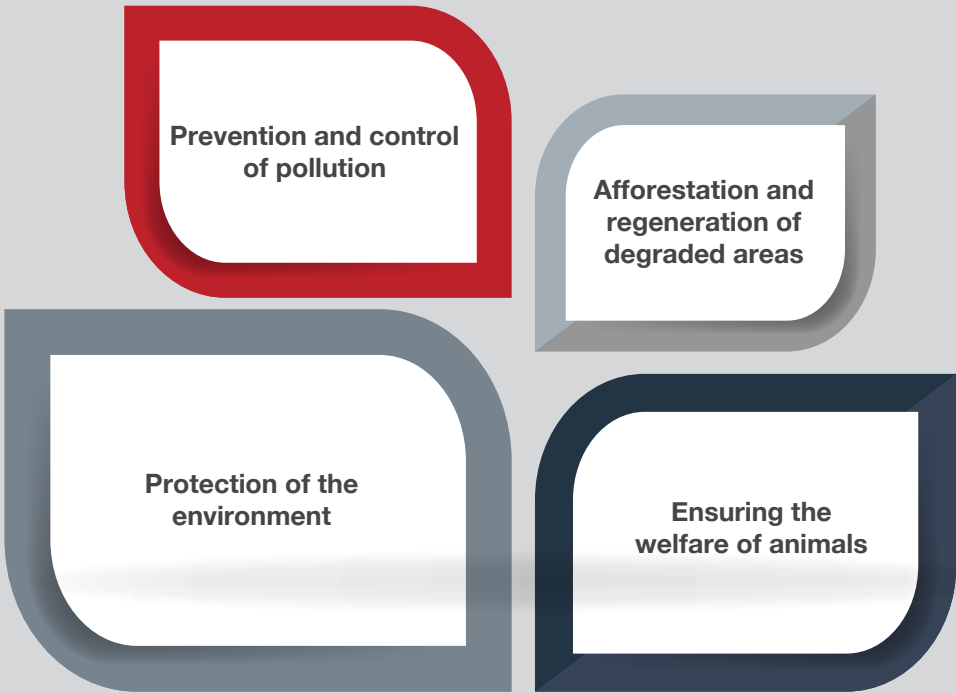 Prevention and control
of pollution
Afforestation and
regeneration of
degraded areas
Protection of the
environment
Ensuring the
welfare of animals